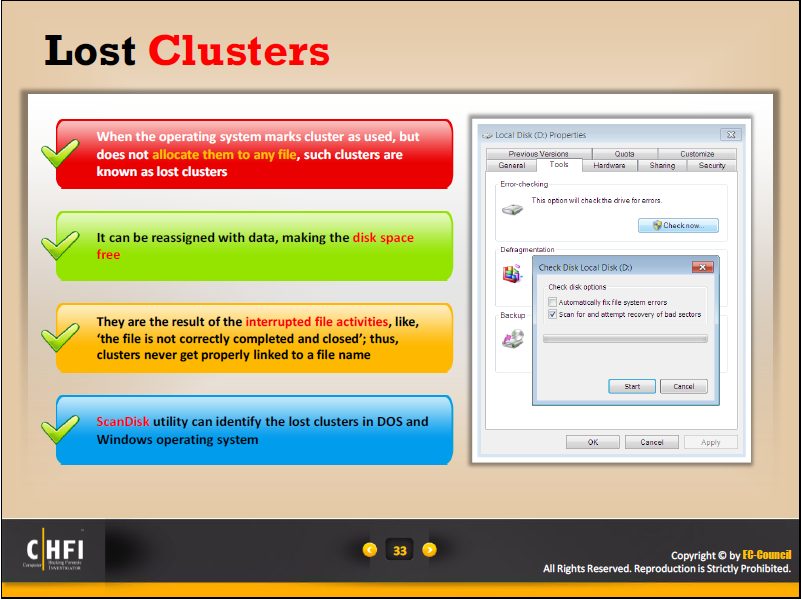 Lost Clusters
When the operating system marks cluster as used, but
does not allocate them to any file, such clusters are
known as lost clusters
It can be reassigned with data, making the disk space
free
They are the result of the interrupted file activities, like,
‘the file is not correctly completed and closed’; thus,
clusters never get properly linked to a file name
ScanDisk utility can identify the lost clusters in DOS and
Windows operating system
Local Disk (D:) Properties
Previous Versions Quota Customize
General Tools Hardware Sharing Security
Error-checking
This option will check the drive for errors.
Check now...
Defragmentation
Check Disk Local Disk (D:)
Check disk options
Automatically fix file system errors
Scan for and attempt recovery of bad sectors
Backup
Start Cancel
OK Cancel Apply
CHFI
Computer Hacking Forensic
INVESTIGATOR
33
Copyright © by EC-Council
All Rights Reserved. Reproduction is Strictly Prohibited.